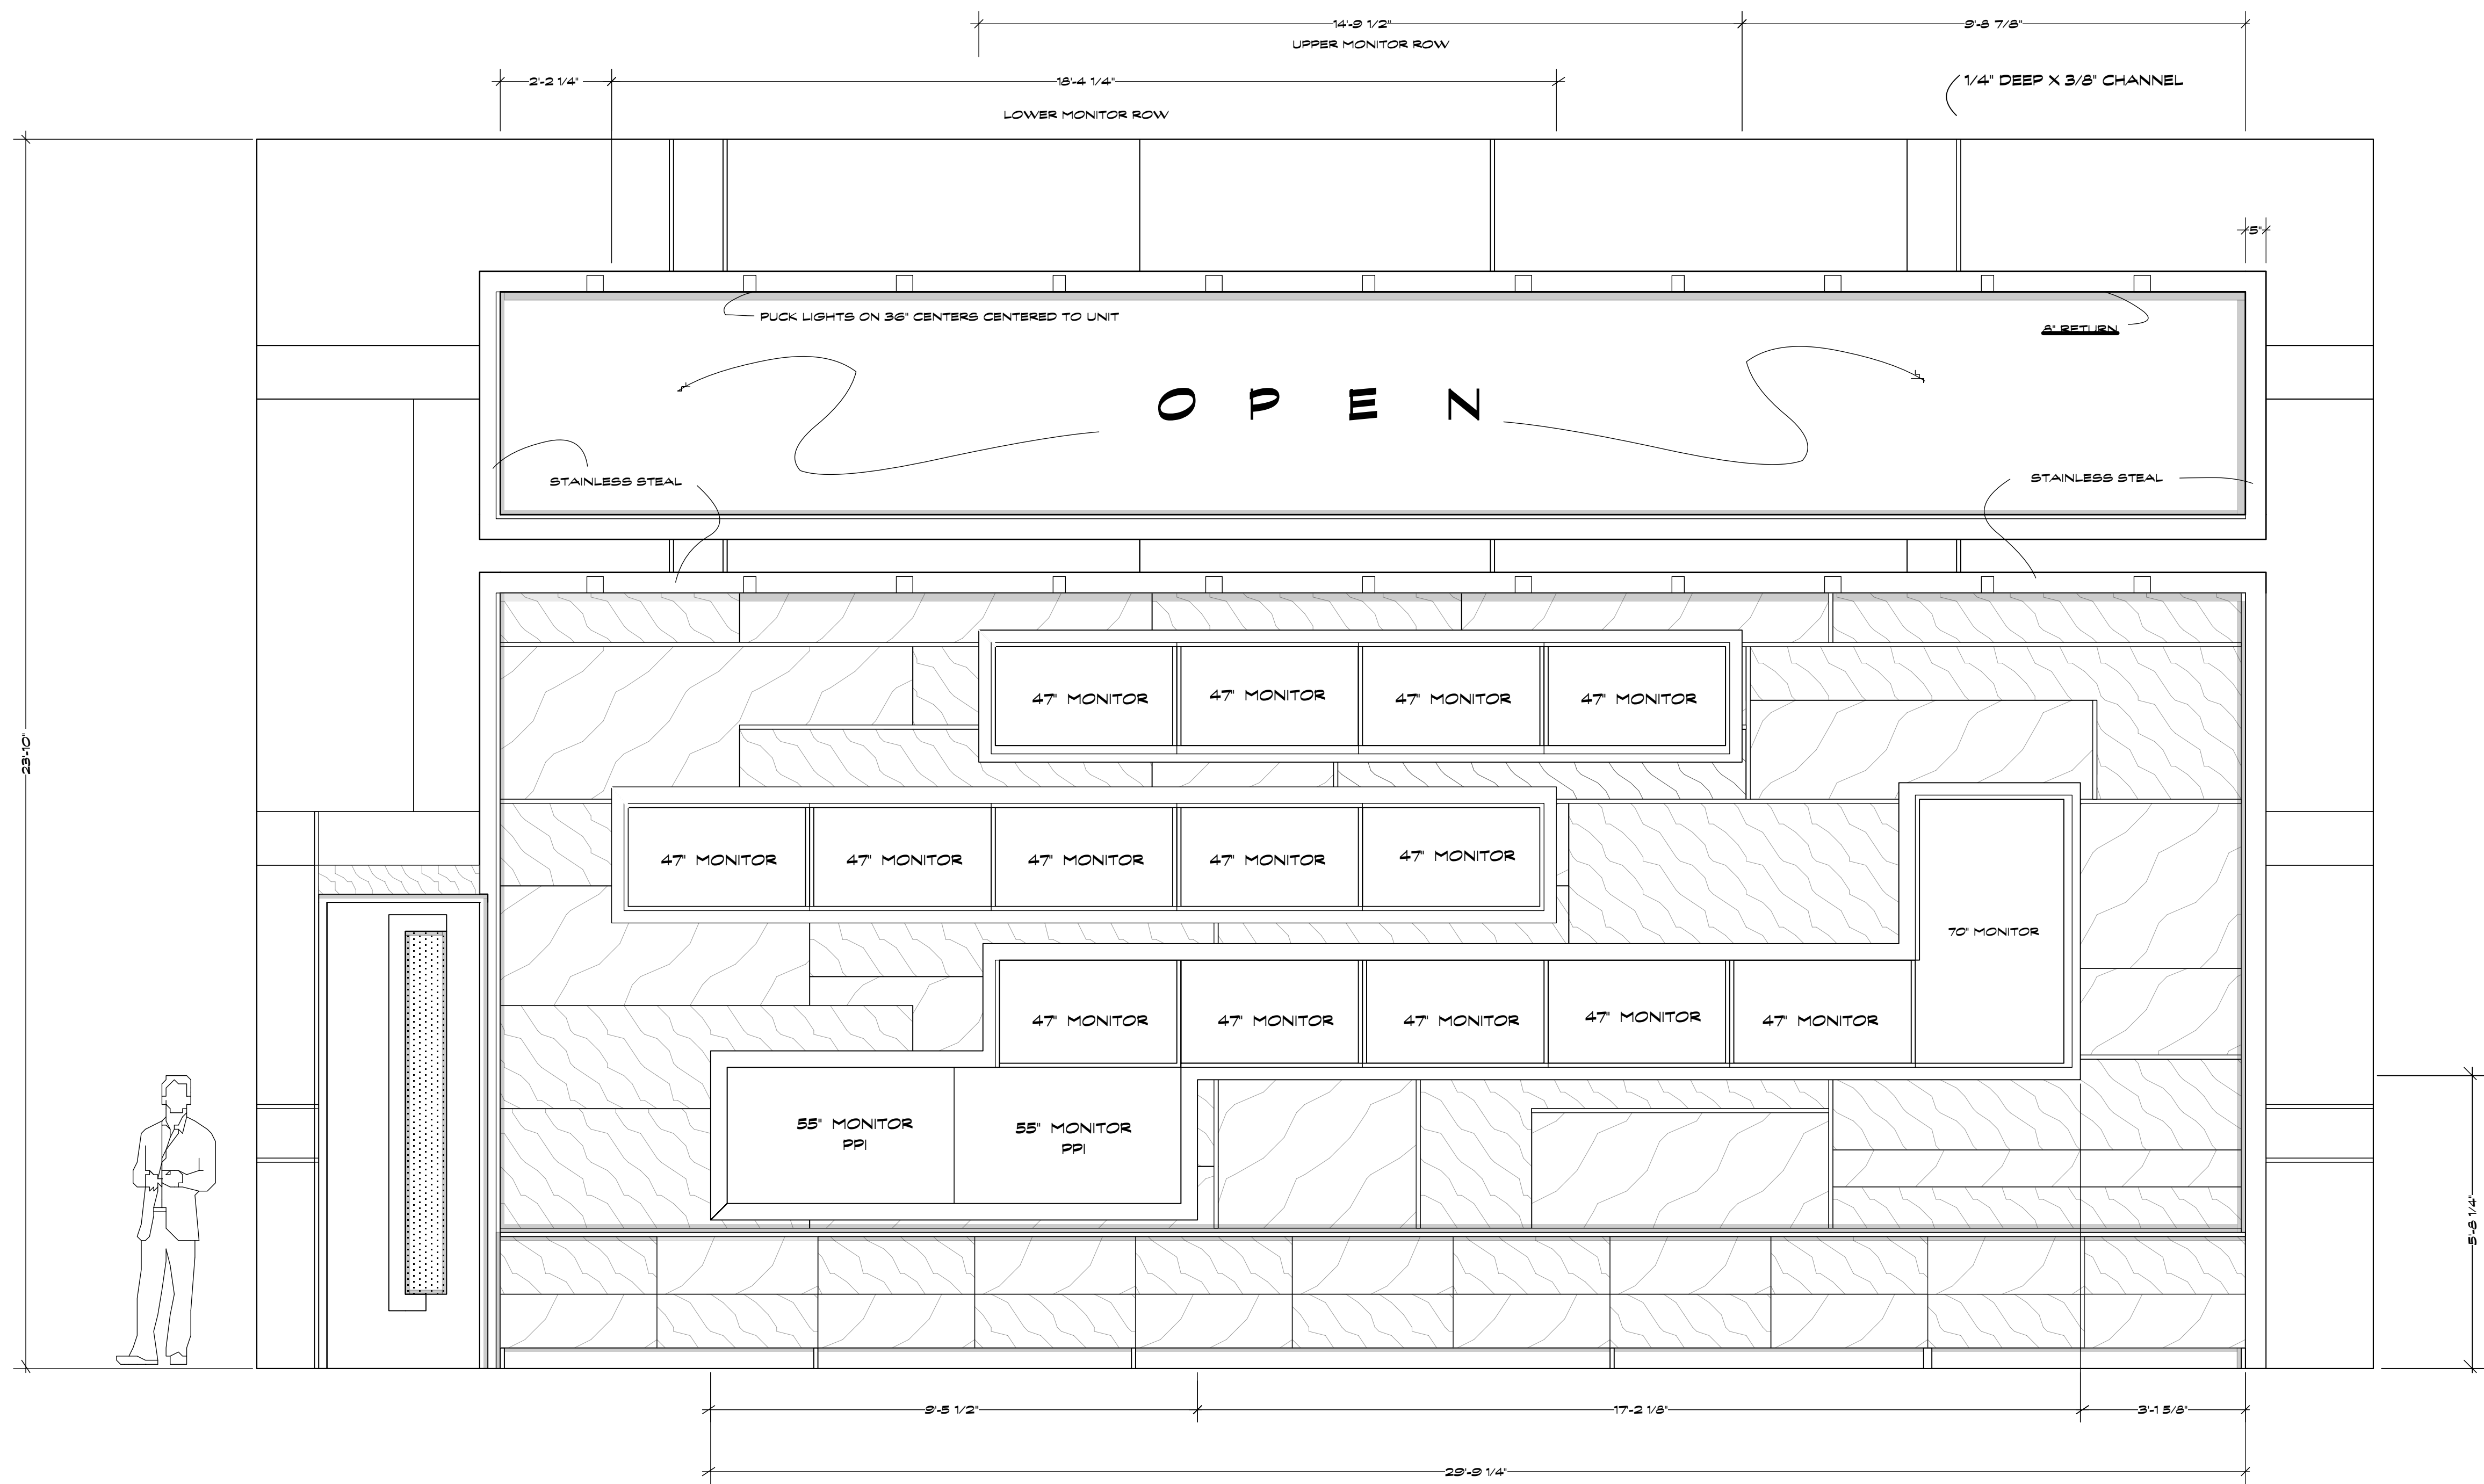 14'-9 1/2"
9'-8 7/8"
UPPER MONITOR ROW
2'-2 1/4"
18'-4 1/4"
1/4" DEEP X 3/8" CHANNEL
LOWER MONITOR ROW
5"
PUCK LIGHTS ON 36" CENTERS CENTERED TO UNIT
8" RETURN
O P E N
STAINLESS STEAL
STAINLESS STEAL
47" MONITOR
47" MONITOR
47" MONITOR
47" MONITOR
23'-10"
47" MONITOR
47" MONITOR
47" MONITOR
47" MONITOR
47" MONITOR
70" MONITOR
47" MONITOR
47" MONITOR
47" MONITOR
47" MONITOR
47" MONITOR
55" MONITOR
PPI
55" MONITOR
PPI
5'-8 1/4"
9'-5 1/2"
17'-2 1/8"
3'-1 5/8"
29'-9 1/4"